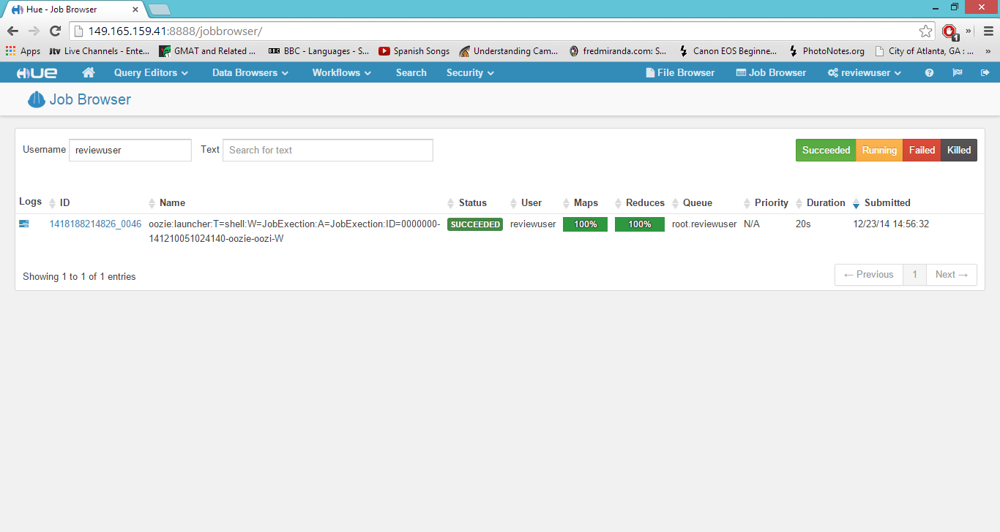 Hue - Job Browser
149.165.159.41:8888/jobbrowser/
1
»
Apps
jtv Live Channels - Ente...
GMAT and Related ...
BBC BBC - Languages - S...
Spanish Songs
Understanding Cam...
fredmiranda.com: S...
Canon EOS Beginne...
PhotoNotes.org
City of Atlanta, GA : ...
»
HUE
Query Editors
Data Browsers
Workflows
Search
Security
File Browser
Job Browser
reviewuser
Job Browser
Username reviewuser Text Search for text
Succeeded Running Failed Killed
Logs ID Name Status User Maps Reduces Queue Priority Duration Submitted
1418188214826_0046 oozie:launcher:T=shell:W=JobExection:A=JobExection:ID=0000000- SUCCEEDED reviewuser 100% 100% root.reviewuser N/A 20s 12/23/14 14:56:32
141210051024140-oozie-oozi-W
Showing 1 to 1 of 1 entries
← Previous 1 Next →